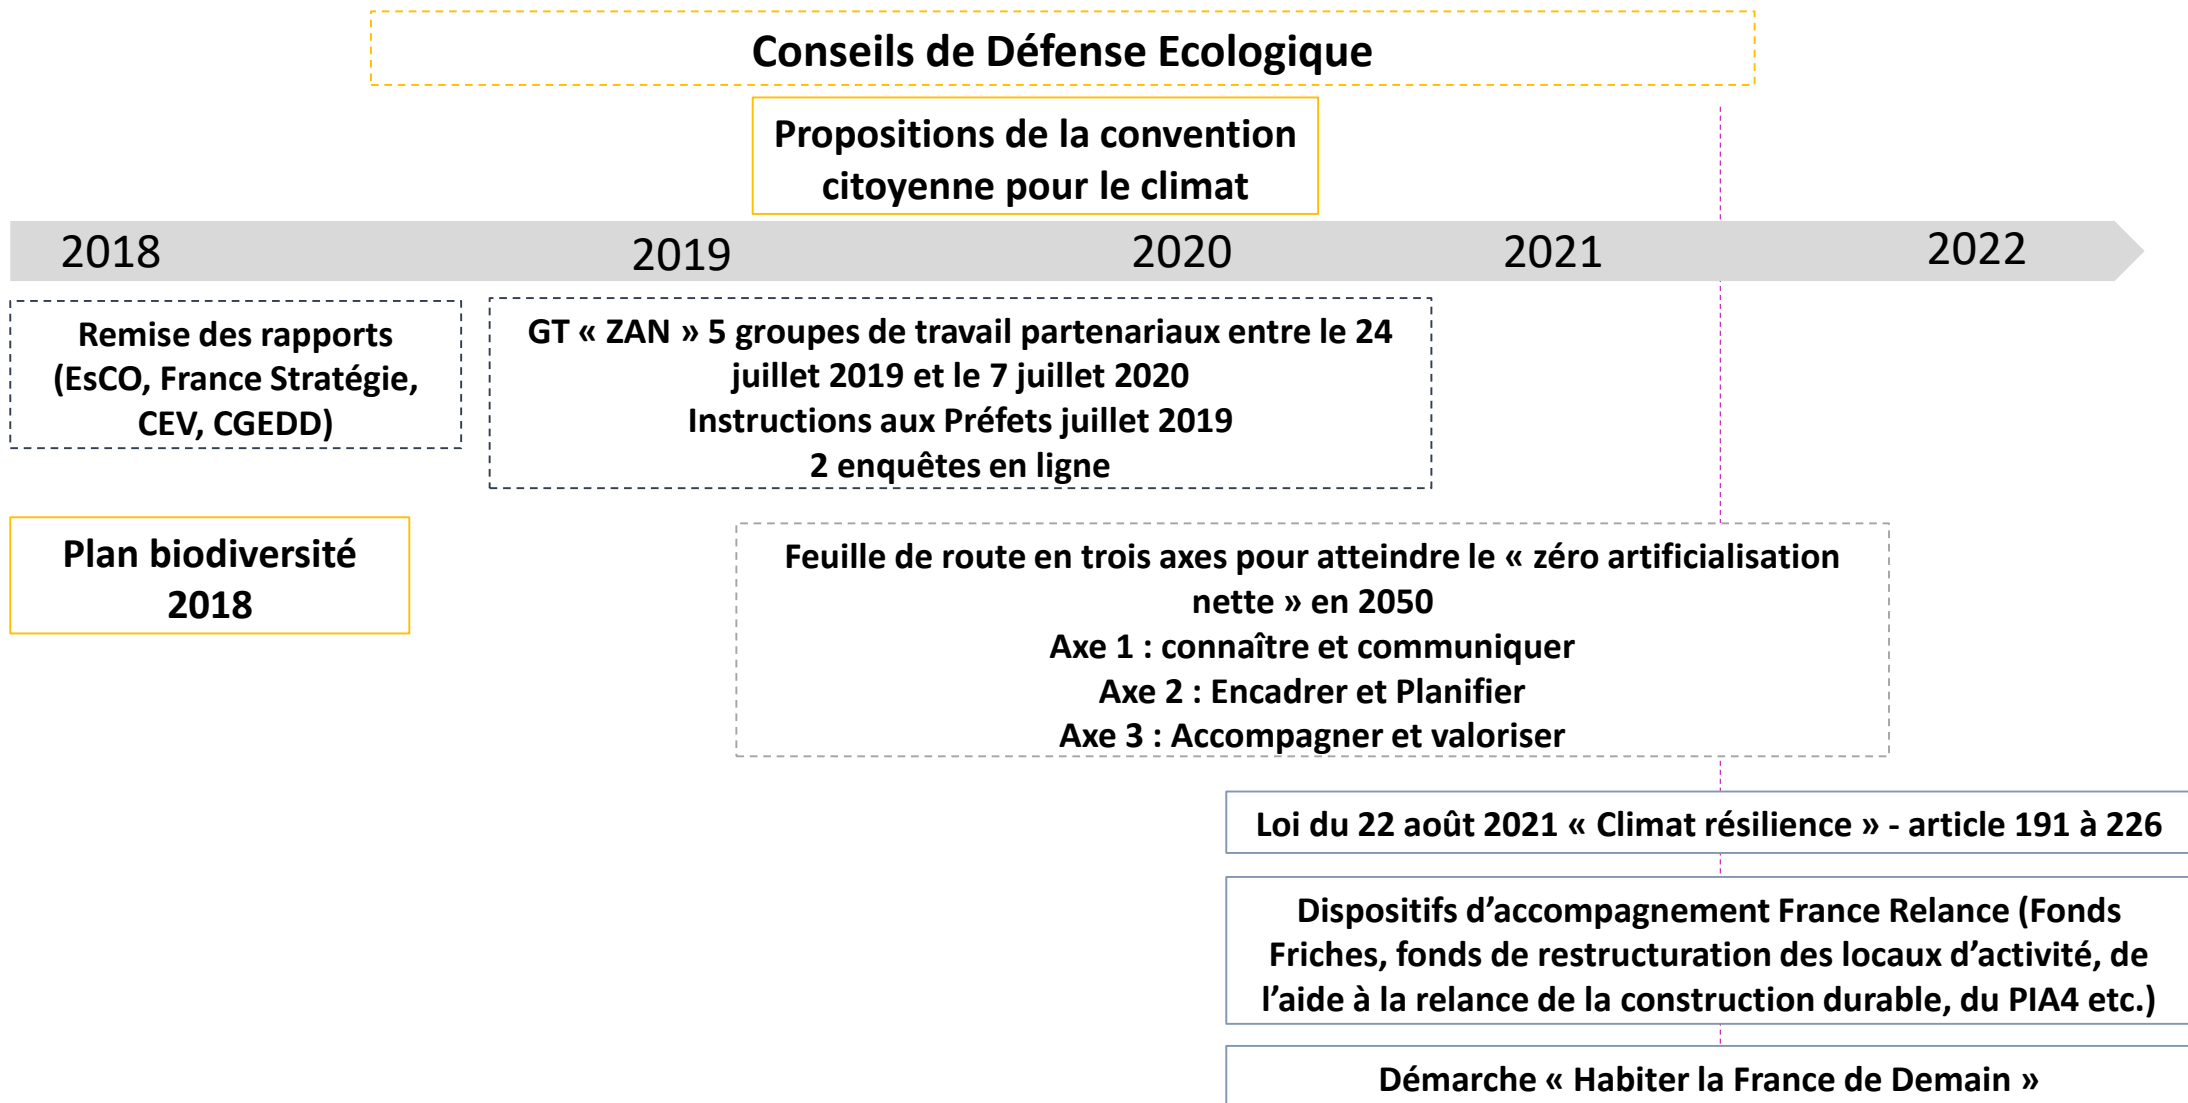 Conseils de Défense Ecologique
Propositions de la convention
citoyenne pour le climat
2018
2019
2020
2021
2022
Remise des rapports
(EsCO, France Stratégie,
CEV, CGEDD)
GT « ZAN » 5 groupes de travail partenariaux entre le 24
juillet 2019 et le 7 juillet 2020
Instructions aux Préfets juillet 2019
2 enquêtes en ligne
Plan biodiversité
2018
Feuille de route en trois axes pour atteindre le « zéro artificialisation
nette » en 2050
Axe 1 : connaître et communiquer
Axe 2 : Encadrer et Planifier
Axe 3 : Accompagner et valoriser
Loi du 22 août 2021 « Climat résilience » - article 191 à 226
Dispositifs d’accompagnement France Relance (Fonds
Friches, fonds de restructuration des locaux d’activité, de
l’aide à la relance de la construction durable, du PIA4 etc.)
Démarche « Habiter la France de Demain »